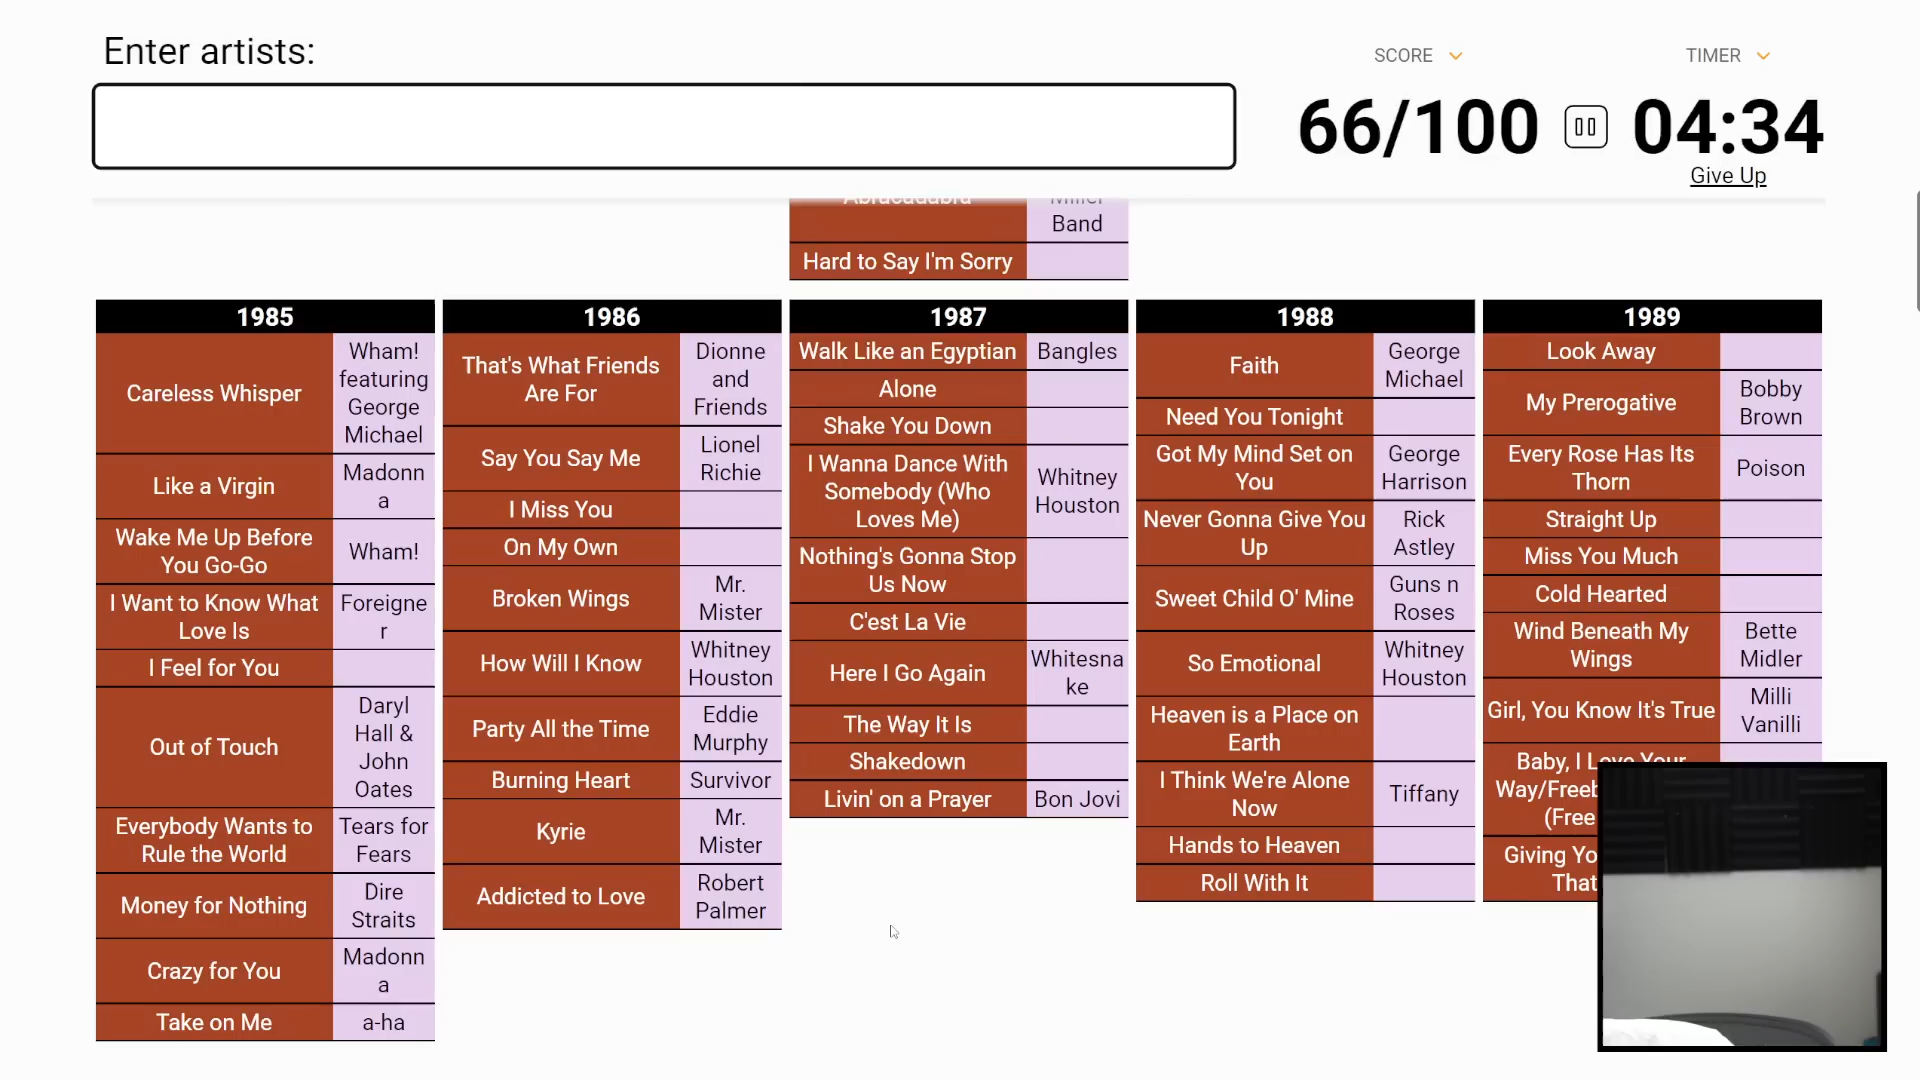 Enter artists:
SCORE
TIMER
66/100
04:34
Give Up
Band
Hard to Say I'm Sorry
1985
Careless Whisper
Wham!
featuring
George
Michael
Like a Virgin
Madonn
a
Wake Me Up Before
You Go-Go
Wham!
I Want to Know What
Love Is
Foreigne
r
I Feel for You
Out of Touch
Daryl
Hall &
John
Oates
Everybody Wants to
Rule the World
Tears for
Fears
Money for Nothing
Dire
Straits
Crazy for You
Madonn
a
Take on Me
a-ha
1986
That's What Friends
Are For
Dionne
and
Friends
Say You Say Me
Lionel
Richie
I Miss You
On My Own
Broken Wings
Mr.
Mister
How Will I Know
Whitney
Houston
Party All the Time
Eddie
Murphy
Burning Heart
Survivor
Kyrie
Mr.
Mister
Addicted to Love
Robert
Palmer
1987
Walk Like an Egyptian
Bangles
Alone
Shake You Down
I Wanna Dance With
Somebody (Who
Loves Me)
Whitney
Houston
Nothing's Gonna Stop
Us Now
C'est La Vie
Here I Go Again
Whitesna
ke
The Way It Is
Shakedown
Livin' on a Prayer
Bon Jovi
1988
Faith
George
Michael
Need You Tonight
Got My Mind Set on
You
George
Harrison
Never Gonna Give You
Up
Rick
Astley
Sweet Child O' Mine
Guns n
Roses
So Emotional
Whitney
Houston
Heaven is a Place on
Earth
I Think We're Alone
Now
Tiffany
Hands to Heaven
Roll With It
1989
Look Away
My Prerogative
Bobby
Brown
Every Rose Has Its
Thorn
Poison
Straight Up
Miss You Much
Cold Hearted
Wind Beneath My
Wings
Bette
Midler
Girl, You Know It's True
Milli
Vanilli
Baby, I Love Your
Way/Freeb
(Free
Giving Yo
That